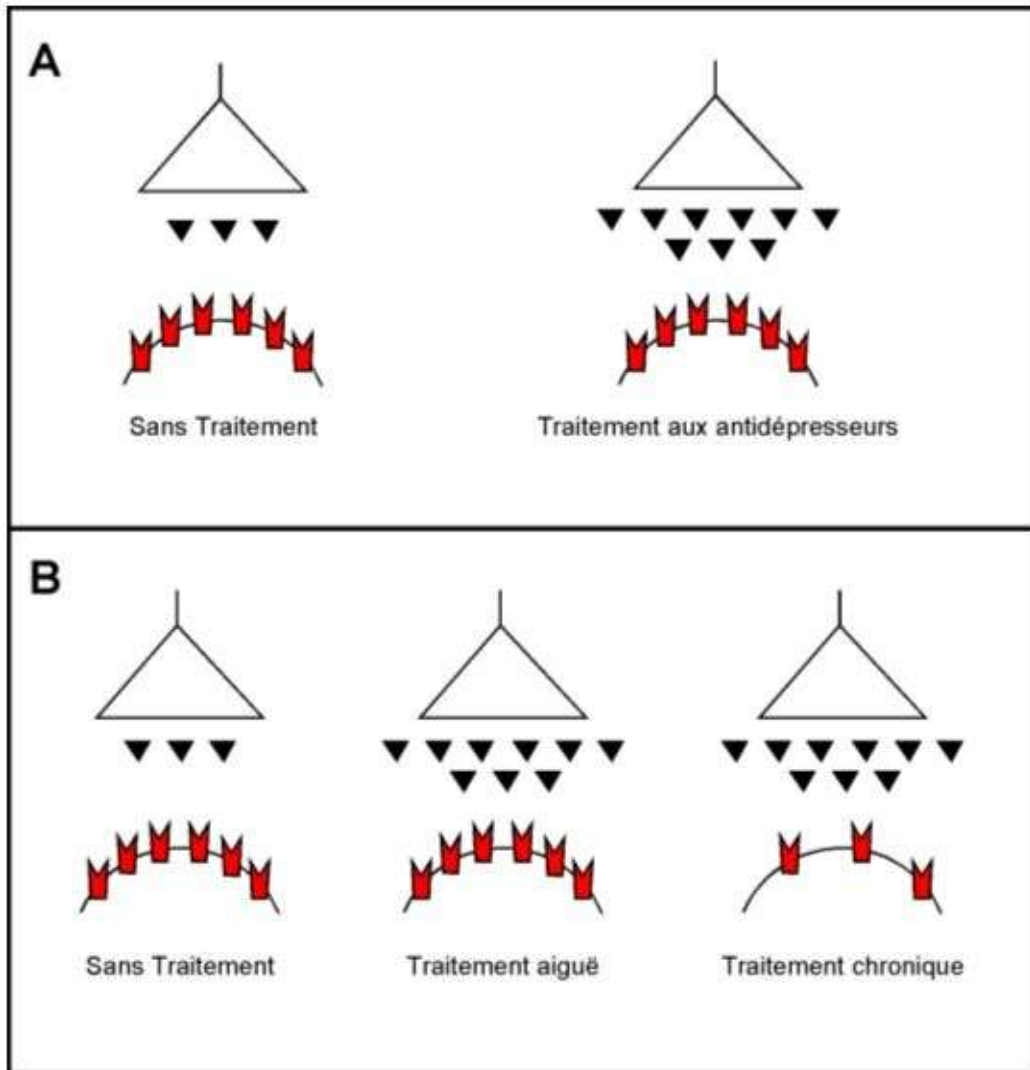 A
Sans Traitement
Traitement aux antidépresseurs
B
Sans Traitement
Traitement aiguë
Traitement chronique